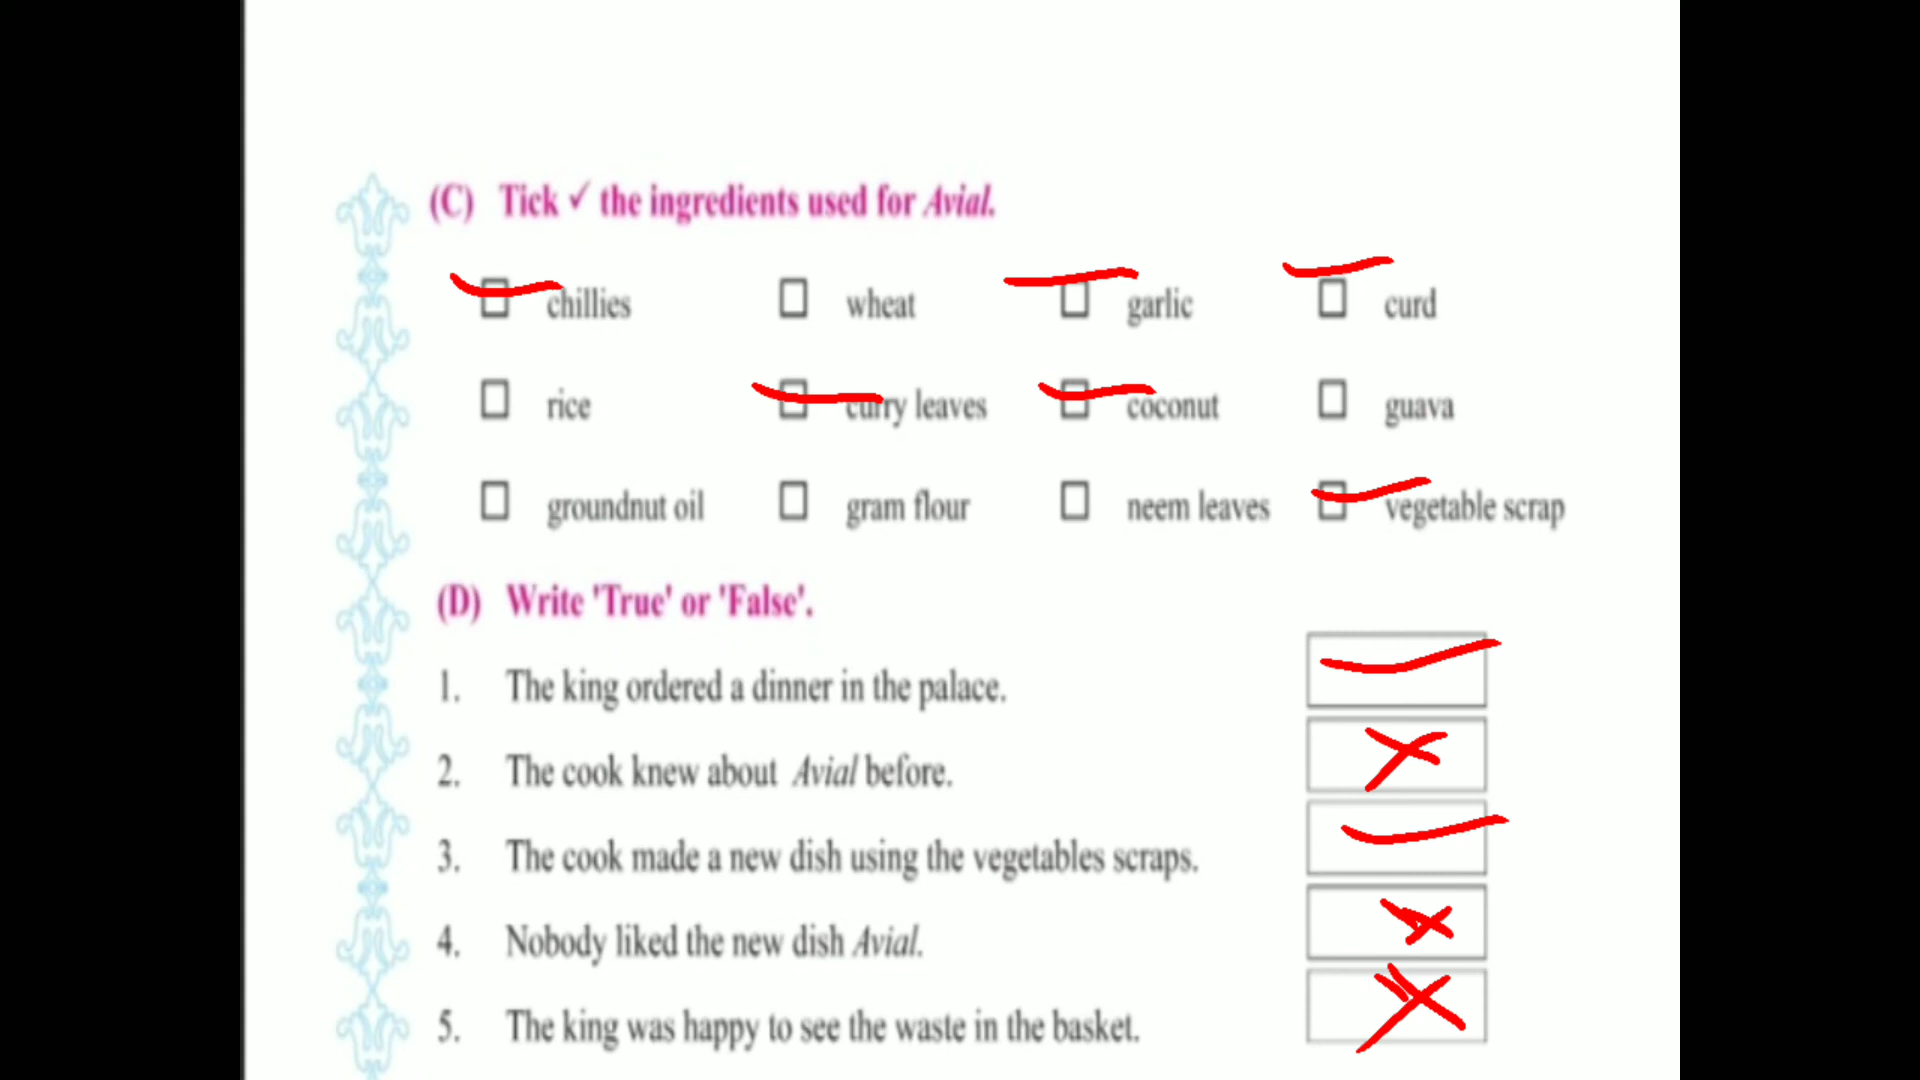 (C) Tick ✓ the ingredients used for Avial.
☐ chillies ☐ wheat ☐ garlic ☐ curd
☐ rice ☐ curry leaves ☐ coconut ☐ guava
☐ groundnut oil ☐ gram flour ☐ neem leaves ☐ vegetable scrap
(D) Write 'True' or 'False'.
1. The king ordered a dinner in the palace.
2. The cook knew about Avial before.
3. The cook made a new dish using the vegetables scraps.
4. Nobody liked the new dish Avial.
5. The king was happy to see the waste in the basket.